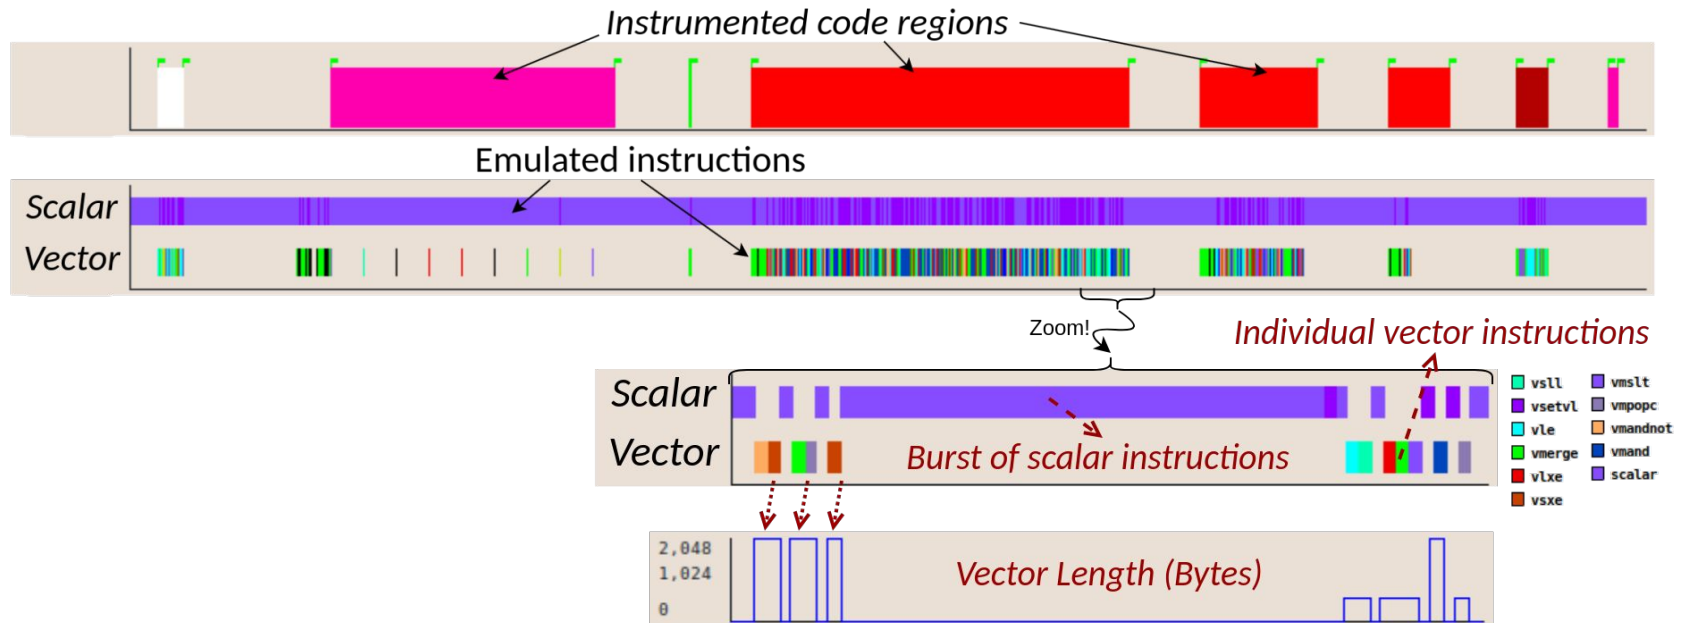 Instrumented code regions
Emulated instructions
Scalar
Vector
Zoom!
Individual vector instructions
Scalar
Vector
Burst of scalar instructions
vsll
vsetvl
vle
vmerge
vlxe
vsxe
vmslt
vmpopc
vmandnot
vmand
scalar
2,048
1,024
0
Vector Length (Bytes)